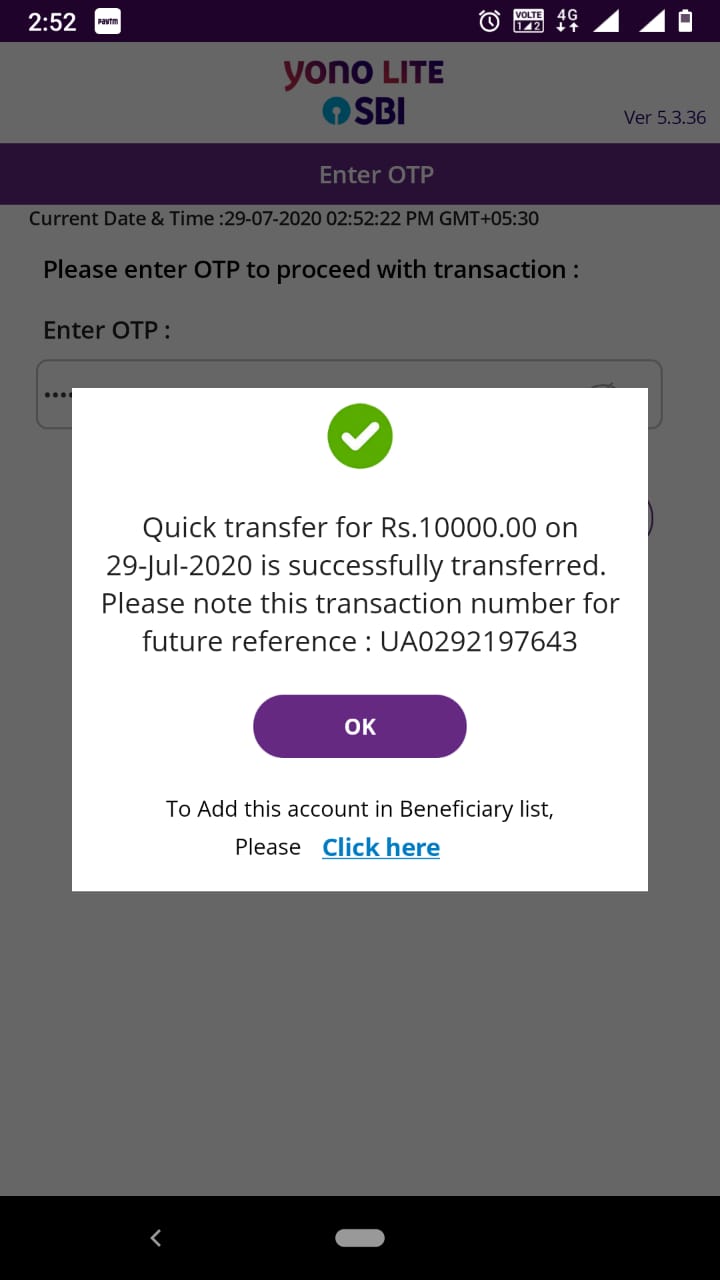 2:52
paytm
VOLTE
1 2
4G
yono LITE
SBI
Ver 5.3.36
Enter OTP
Current Date & Time :29-07-2020 02:52:22 PM GMT+05:30
Please enter OTP to proceed with transaction :
Enter OTP :
Quick transfer for Rs.10000.00 on
29-Jul-2020 is successfully transferred.
Please note this transaction number for
future reference : UA0292197643
OK
To Add this account in Beneficiary list,
Please Click here